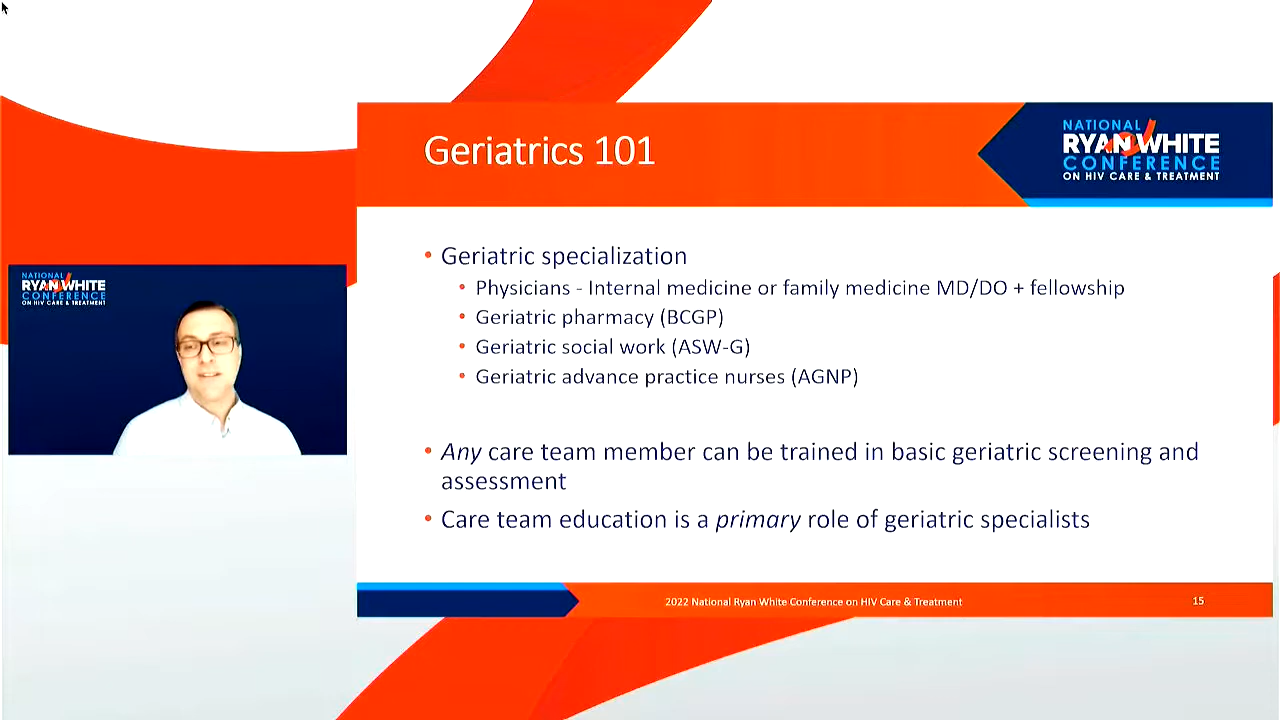 Geriatrics 101
NATIONAL
RYAN WHITE
CONFERENCE
ON HIV CARE & TREATMENT
NATIONAL
RYAN WHITE
CONFERENCE
ON HIV CARE & TREATMENT
• Geriatric specialization
• Physicians - Internal medicine or family medicine MD/DO + fellowship
• Geriatric pharmacy (BCGP)
• Geriatric social work (ASW-G)
• Geriatric advance practice nurses (AGNP)
• Any care team member can be trained in basic geriatric screening and
assessment
• Care team education is a primary role of geriatric specialists
2022 National Ryan White Conference on HIV Care & Treatment
15